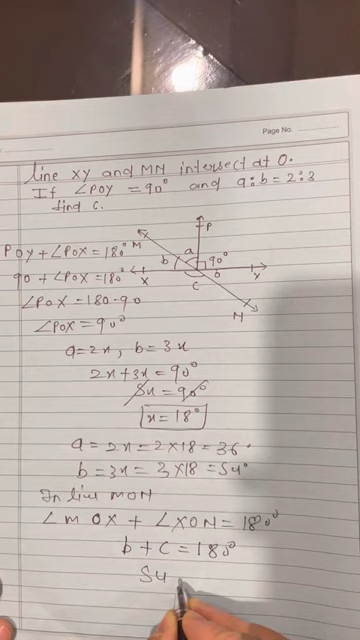 Page No.
Line xy and MN intersect at O.
If ∠POY = 90° and a:b = 2:3
find c.
P
M
a
90°
b
O
X
C
x
N
POY + ∠POX = 180°
90 + ∠POX = 180°
∠POX = 180 - 90
∠POX = 90°
a = 2x, b = 3x
2x + 3x = 90°
5x = 90°
x = 18°
a = 2x = 2 × 18 = 36°
b = 3x = 3 × 18 = 54°
In line MON
∠MOX + ∠XON = 180°
b + c = 180°
54